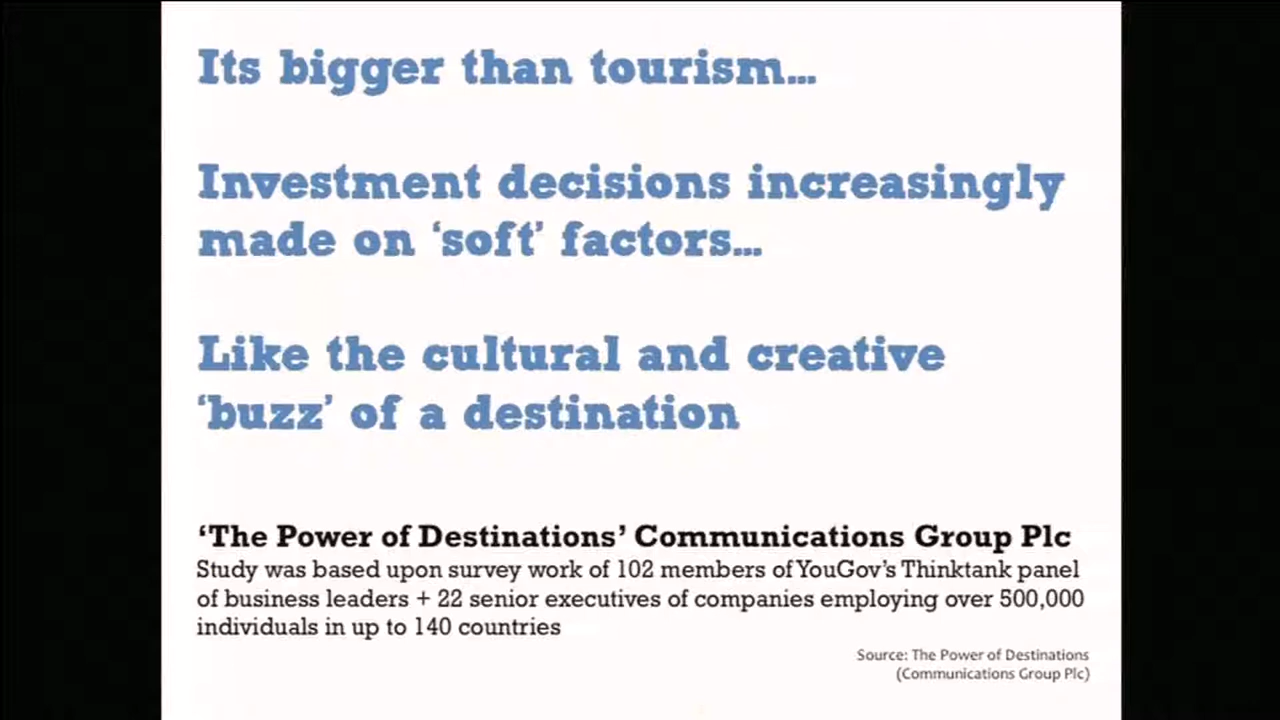 Its bigger than tourism...
Investment decisions increasingly
made on ‘soft’ factors...
Like the cultural and creative
‘buzz’ of a destination
‘The Power of Destinations’ Communications Group Plc
Study was based upon survey work of 102 members of YouGov’s Thinktank panel
of business leaders + 22 senior executives of companies employing over 500,000
individuals in up to 140 countries
Source: The Power of Destinations
(Communications Group Plc)